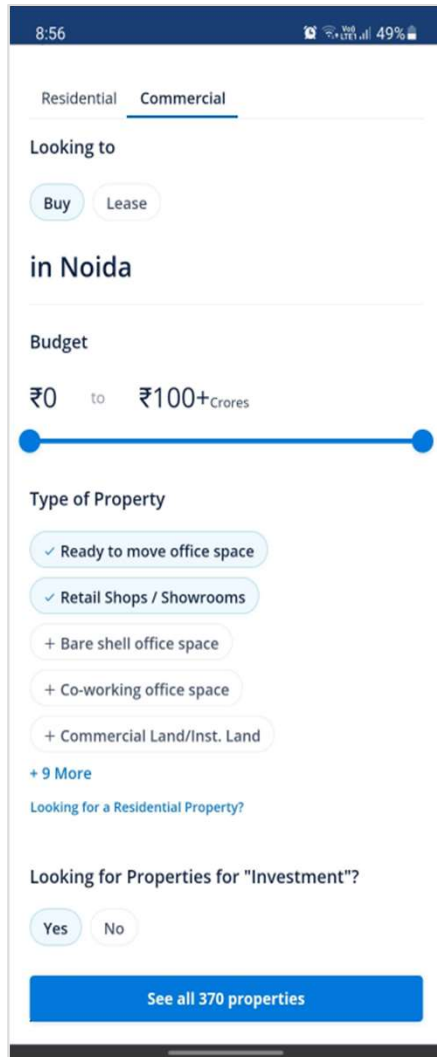 8:56 Vo) LTE1 49%
Residential Commercial
Looking to
Buy Lease
in Noida
Budget
₹0 to ₹100+Crores
Type of Property
✓ Ready to move office space
✓ Retail Shops / Showrooms
+ Bare shell office space
+ Co-working office space
+ Commercial Land/Inst. Land
+ 9 More
Looking for a Residential Property?
Looking for Properties for "Investment"?
Yes No
See all 370 properties